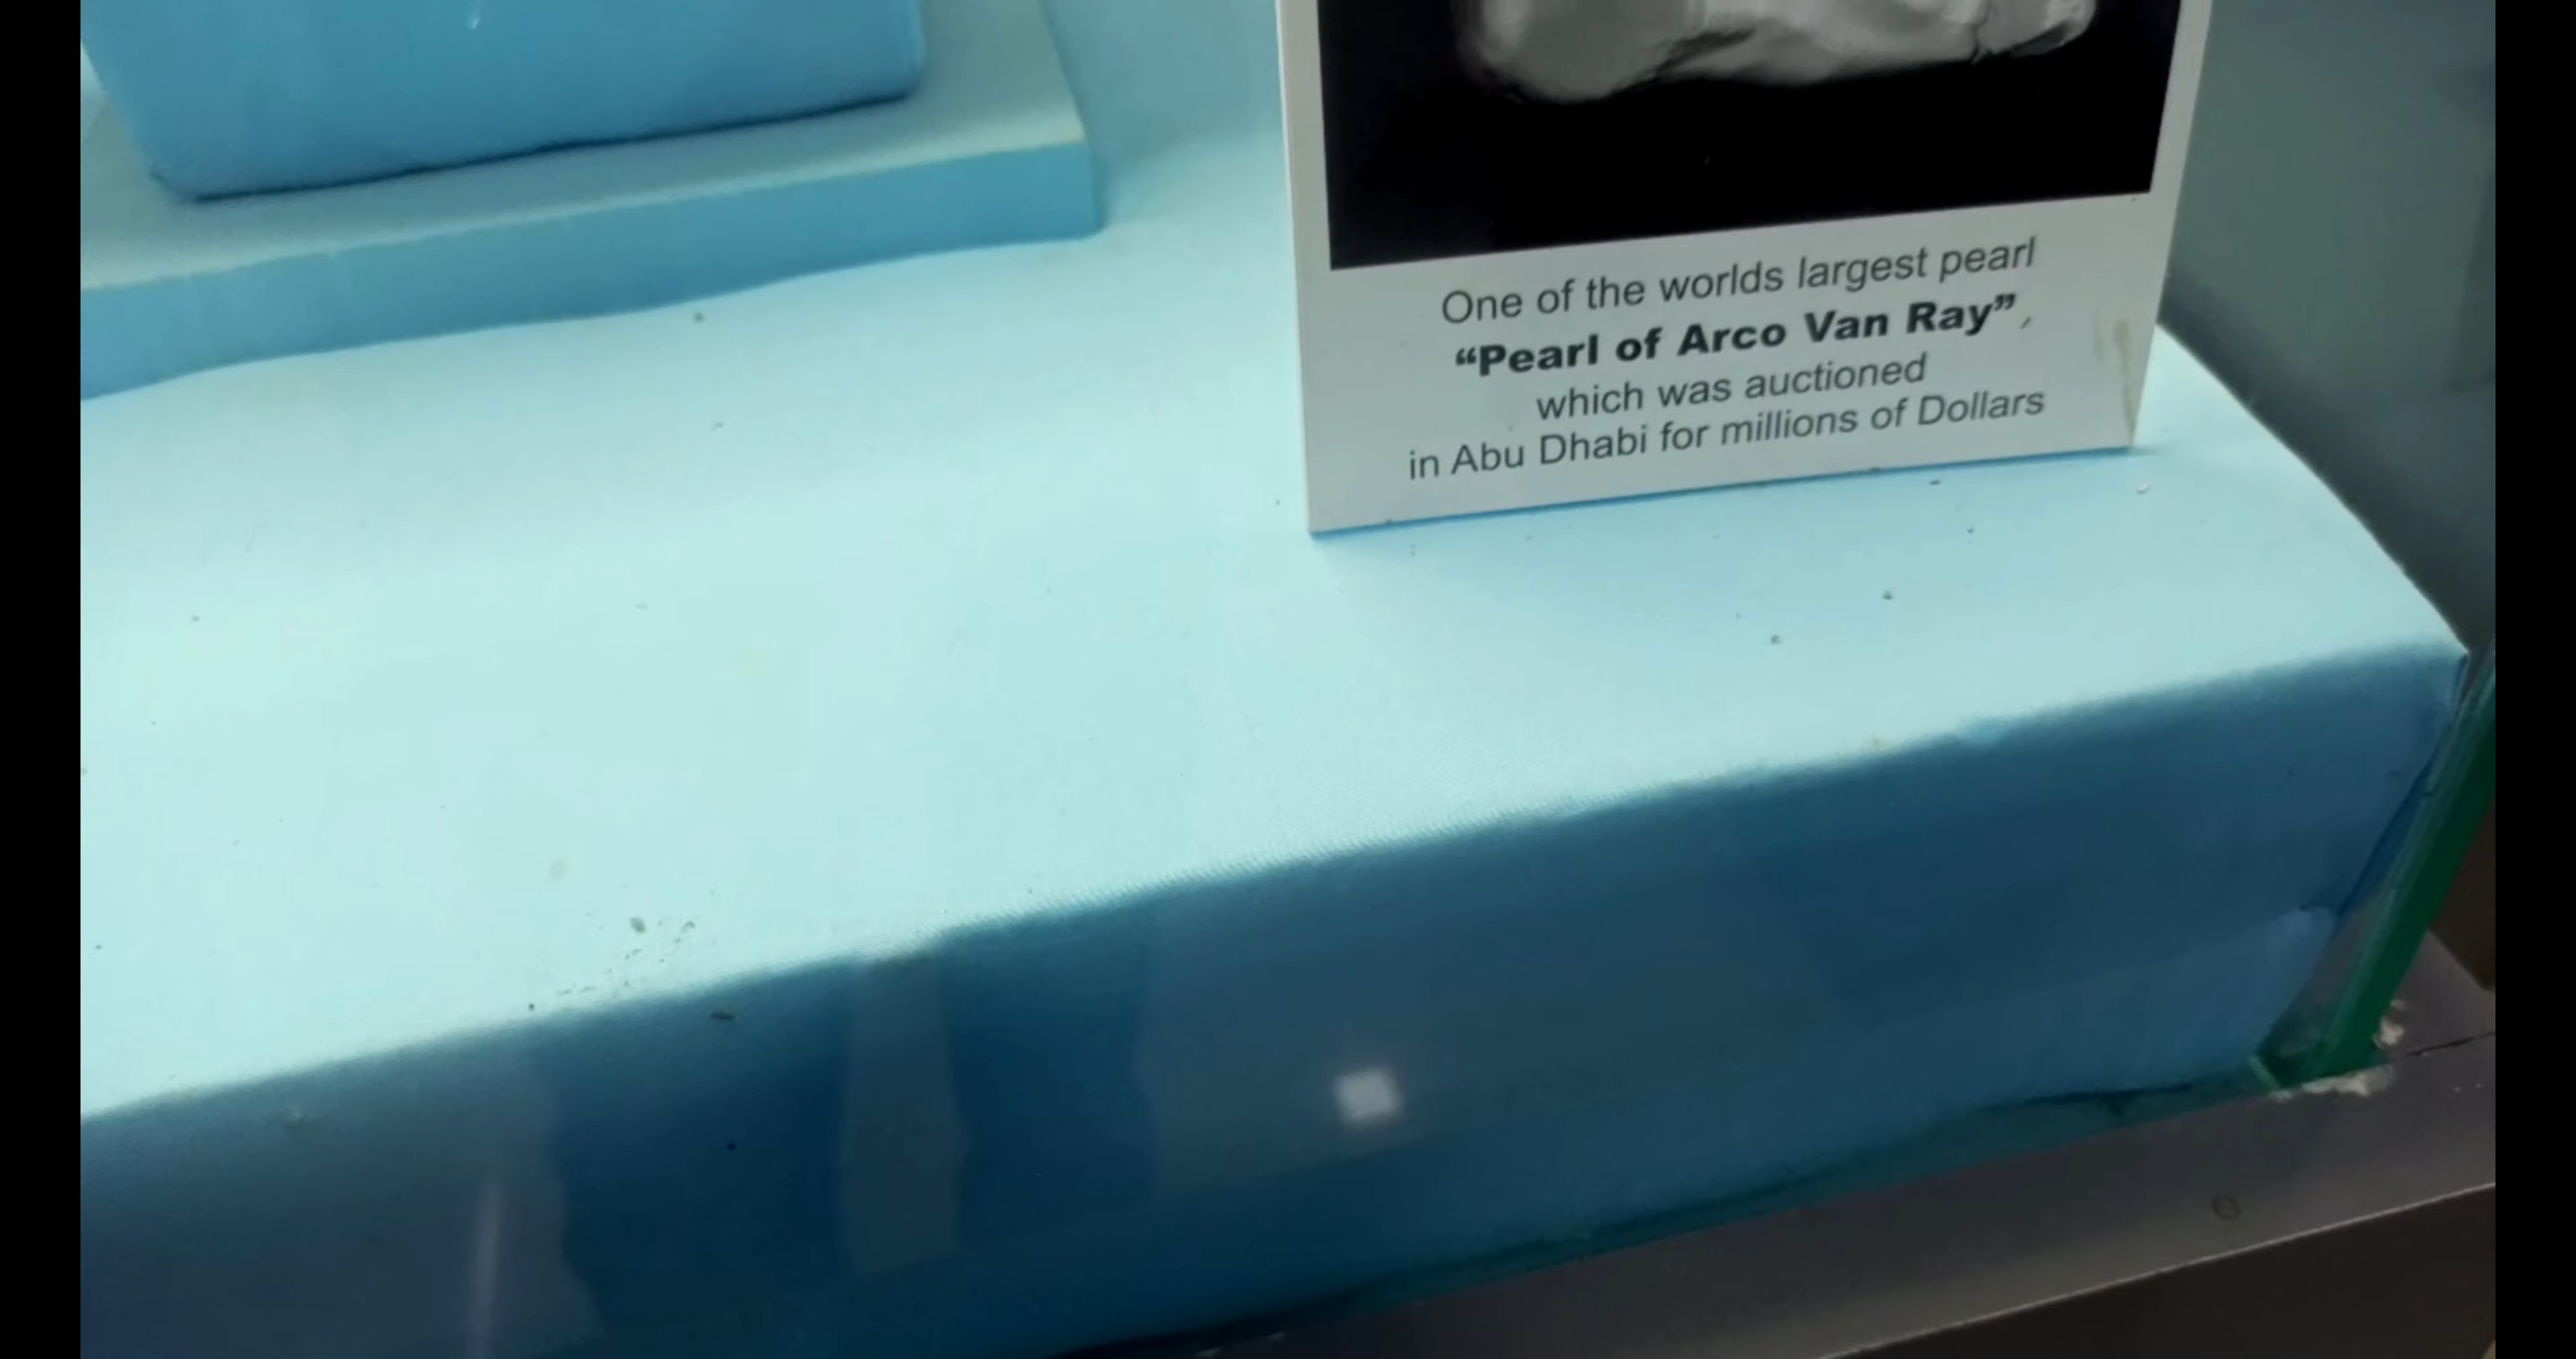 One of the worlds largest pearl
“Pearl of Arco Van Ray”,
which was auctioned
in Abu Dhabi for millions of Dollars